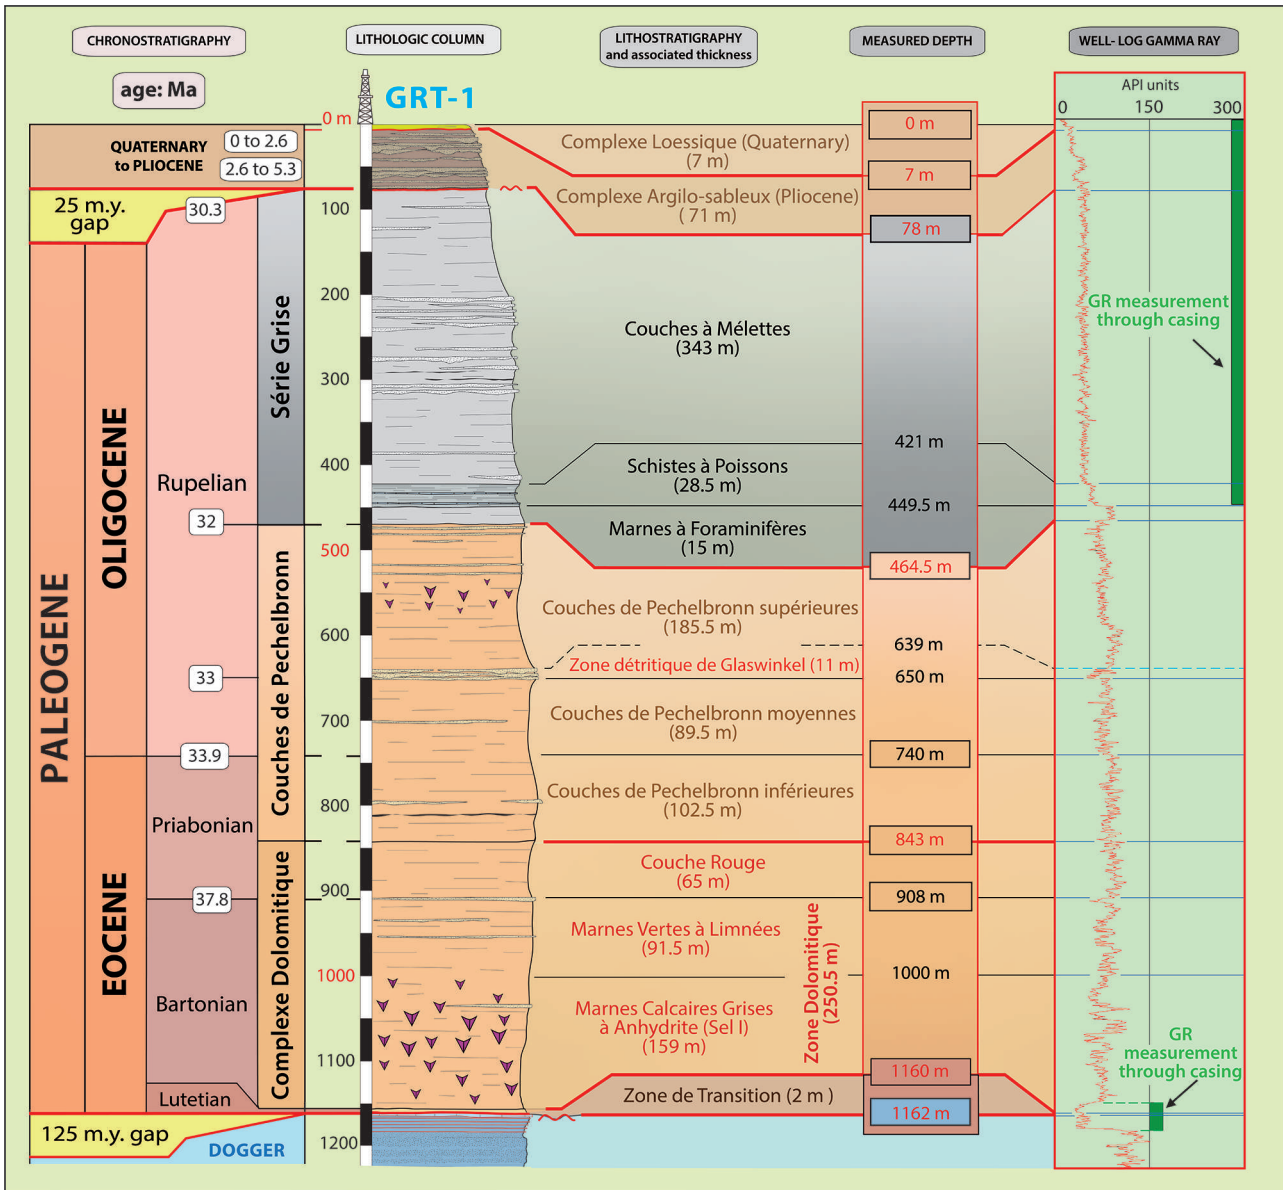 CHRONOSTRATIGRAPHY
LITHOLOGIC COLUMN
LITHOSTRATIGRAPHY
and associated thickness
MEASURED DEPTH
WELL- LOG GAMMA RAY
age: Ma
GRT-1
API units
0 150 300
0 m
QUATERNARY
to PLIOCENE
0 to 2.6
2.6 to 5.3
25 m.y.
gap
30.3
PALEOGENE
OLIGOCENE
Rupelian
32
33
33.9
EOCENE
Priabonian
37.8
Bartonian
Lutetian
125 m.y. gap
DOGGER
Série Grise
Couches de Pechelbronn
Complexe Dolomitique
100
200
300
400
500
600
700
800
900
1000
1100
1200
Complexe Loessique (Quaternary)
(7 m)
Complexe Argilo-sableux (Pliocene)
( 71 m)
Couches à Mélettes
(343 m)
Schistes à Poissons
(28.5 m)
Marnes à Foraminifères
(15 m)
Couches de Pechelbronn supérieures
(185.5 m)
Zone détritique de Glaswinkel (11 m)
Couches de Pechelbronn moyennes
(89.5 m)
Couches de Pechelbronn inférieures
(102.5 m)
Couche Rouge
(65 m)
Marnes Vertes à Limnées
(91.5 m)
Marnes Calcaires Grises
à Anhydrite (Sel I)
(159 m)
Zone Dolomitique
(250.5 m)
Zone de Transition (2 m )
0 m
7 m
78 m
421 m
449.5 m
464.5 m
639 m
650 m
740 m
843 m
908 m
1000 m
1160 m
1162 m
GR measurement
through casing
GR
measurement
through casing